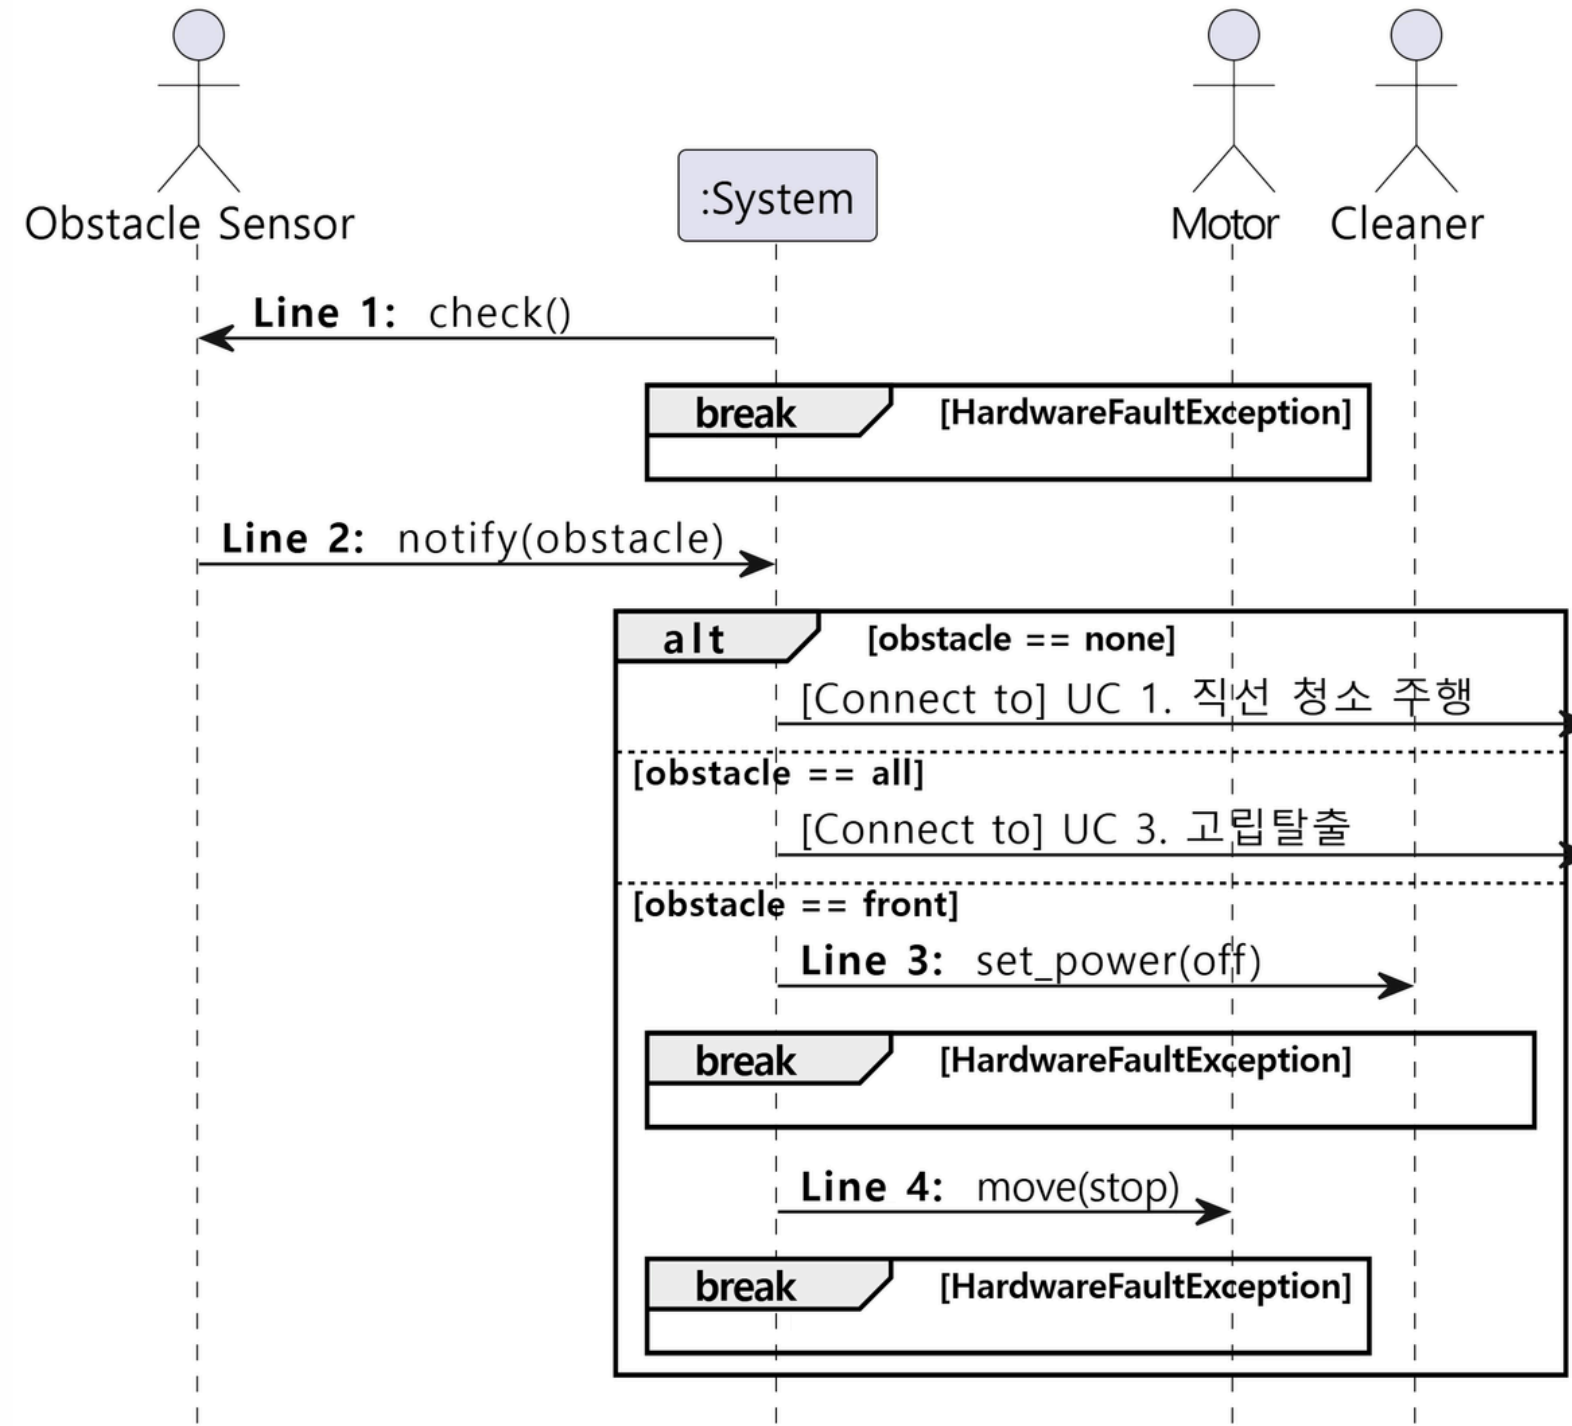 Obstacle Sensor
:System
Motor
Cleaner
Line 1: check()
break [HardwareFaultException]
Line 2: notify(obstacle)
alt [obstacle == none]
[Connect to] UC 1. 직선 청소 주행
[obstacle == all]
[Connect to] UC 3. 고립탈출
[obstacle == front]
Line 3: set_power(off)
break [HardwareFaultException]
Line 4: move(stop)
break [HardwareFaultException]